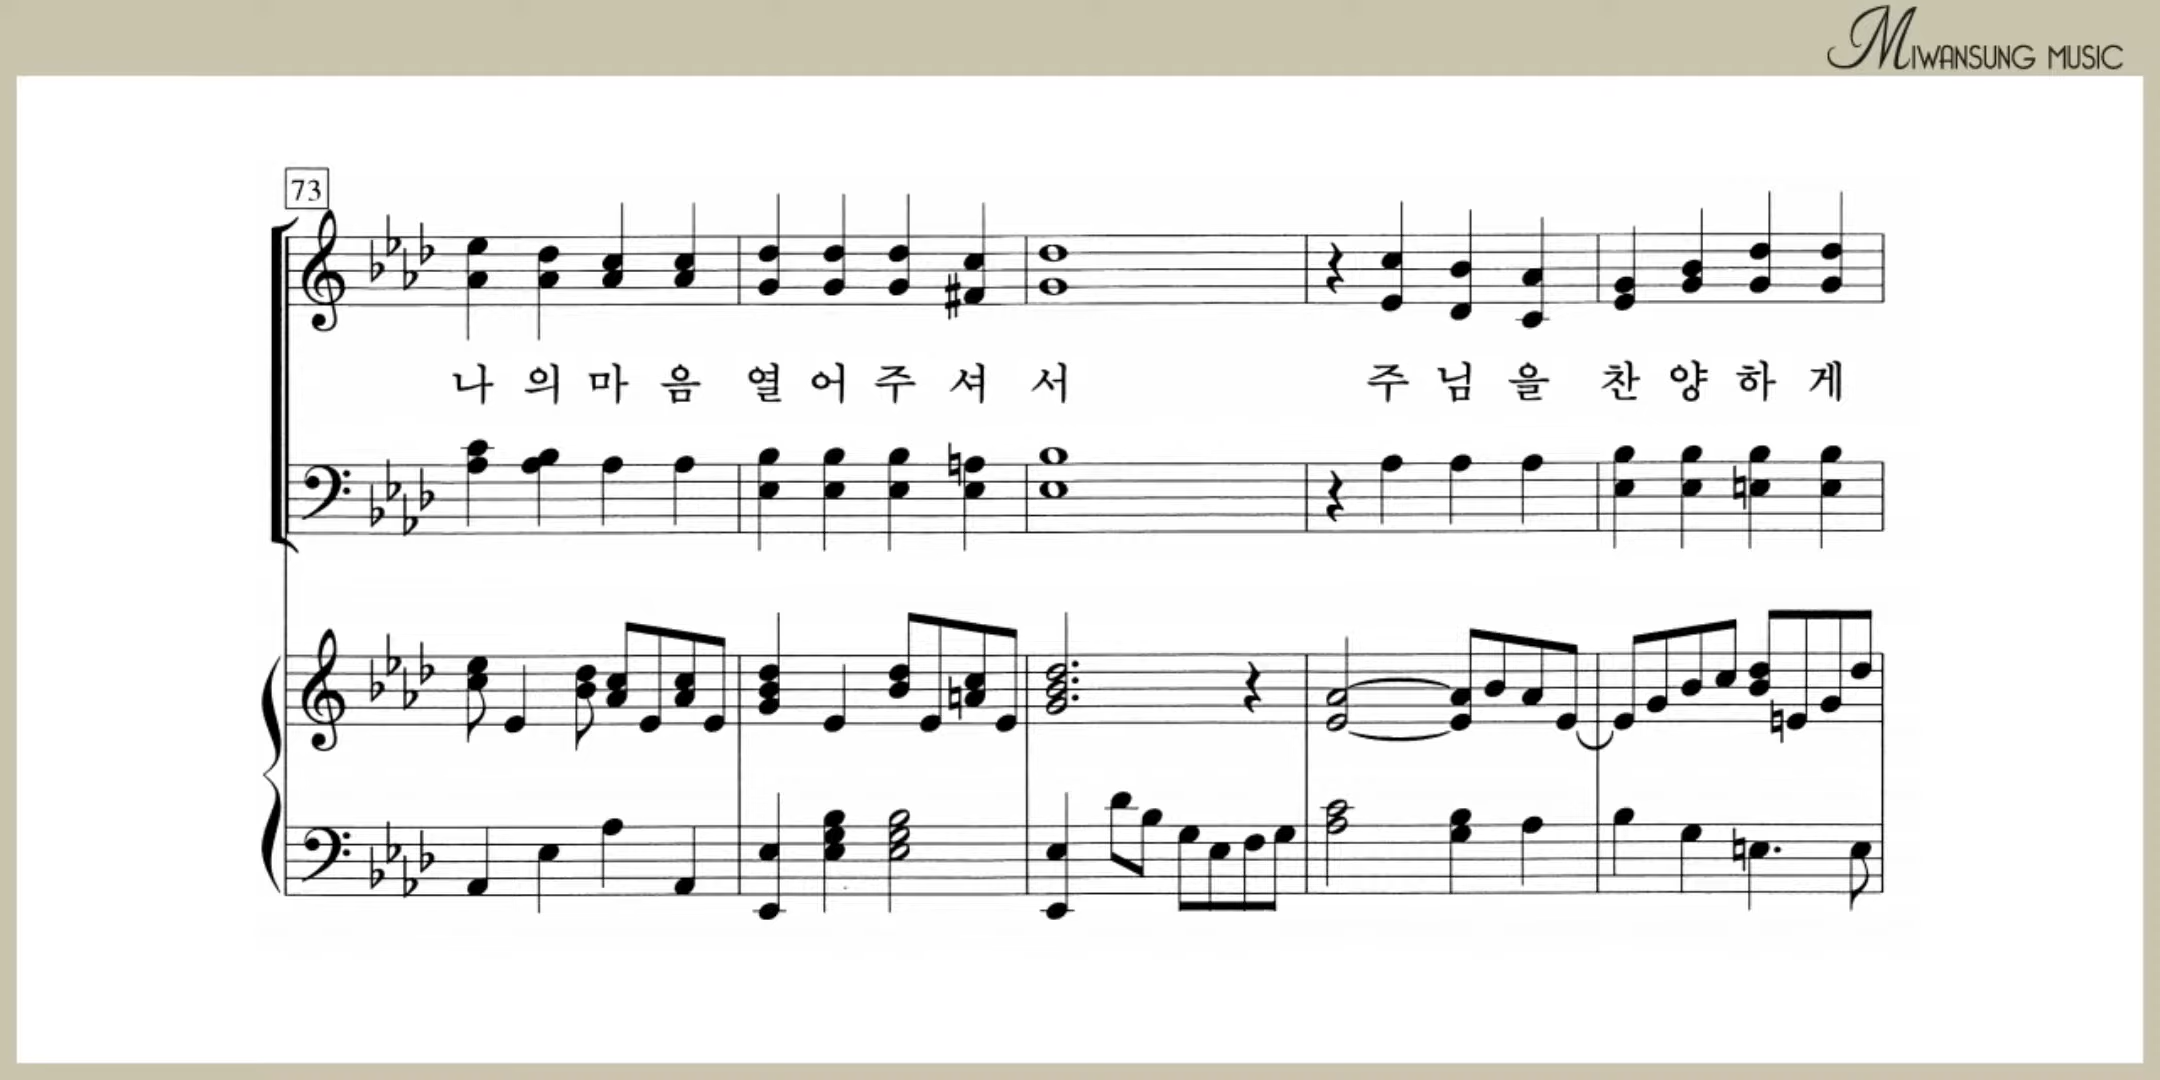 MIWANSUNG MUSIC
73
나 의 마 음 열 어 주 셔 서 주 님 을 찬 양 하 게